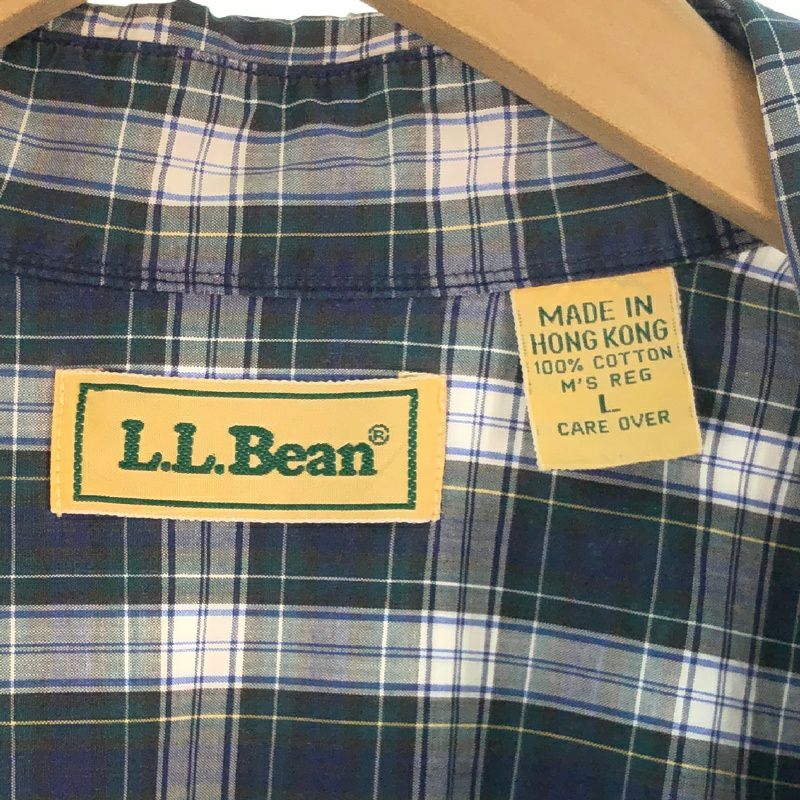 L.L.Bean®
MADE IN
HONG KONG
100% COTTON
M'S REG
L
CARE OVER